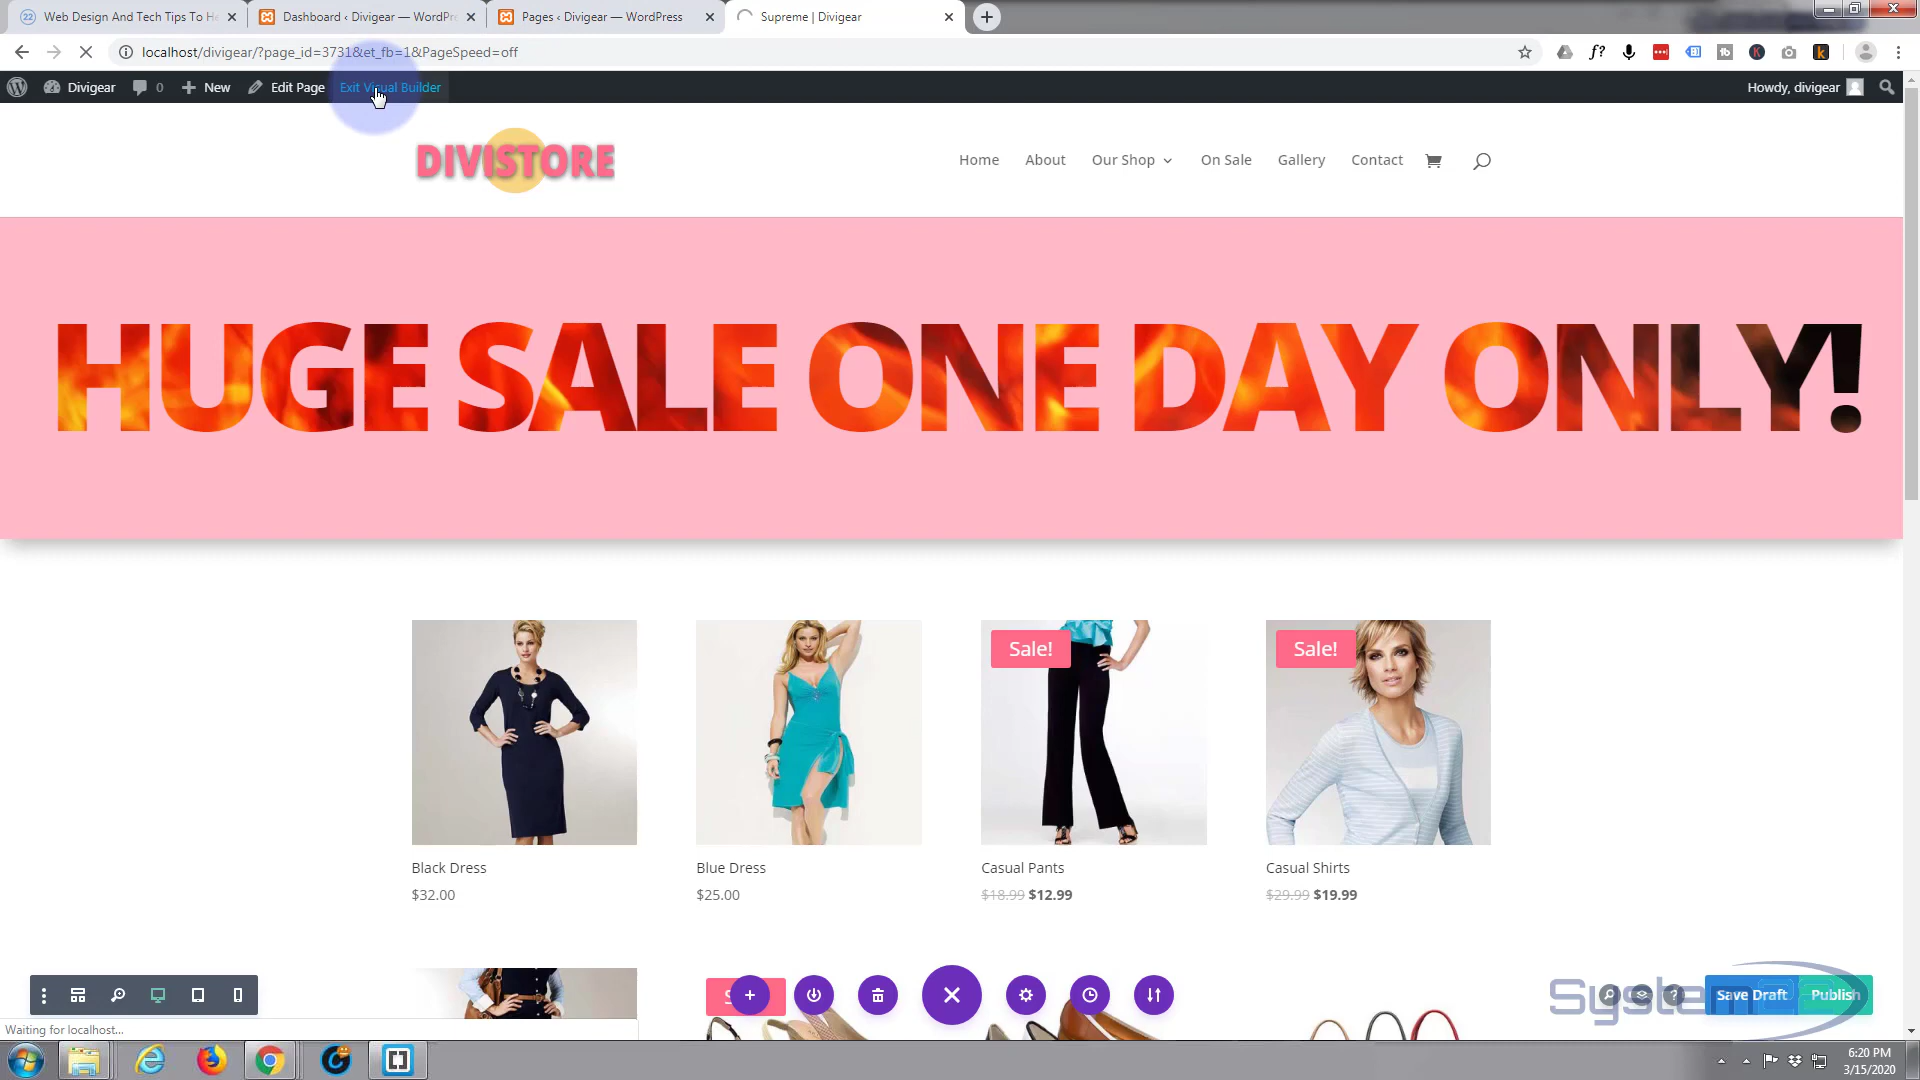 22 Web Design And Tech Tips To He
Dashboard ‹ Divigear — WordPre
Pages ‹ Divigear — WordPress
Supreme | Divigear
localhost/divigear/?page_id=3731&et_fb=1&PageSpeed=off
Divigear 0 New Edit Page Exit Visual Builder Howdy, divigear
DIVISTORE
Home About Our Shop On Sale Gallery Contact
HUGE SALE ONE DAY ONLY!
Sale! Sale!
Black Dress Blue Dress Casual Pants Casual Shirts
$32.00 $25.00 $18.99 $12.99 $29.99 $19.99
Save Draft Publish
System
Waiting for localhost...
6:20 PM
3/15/2020